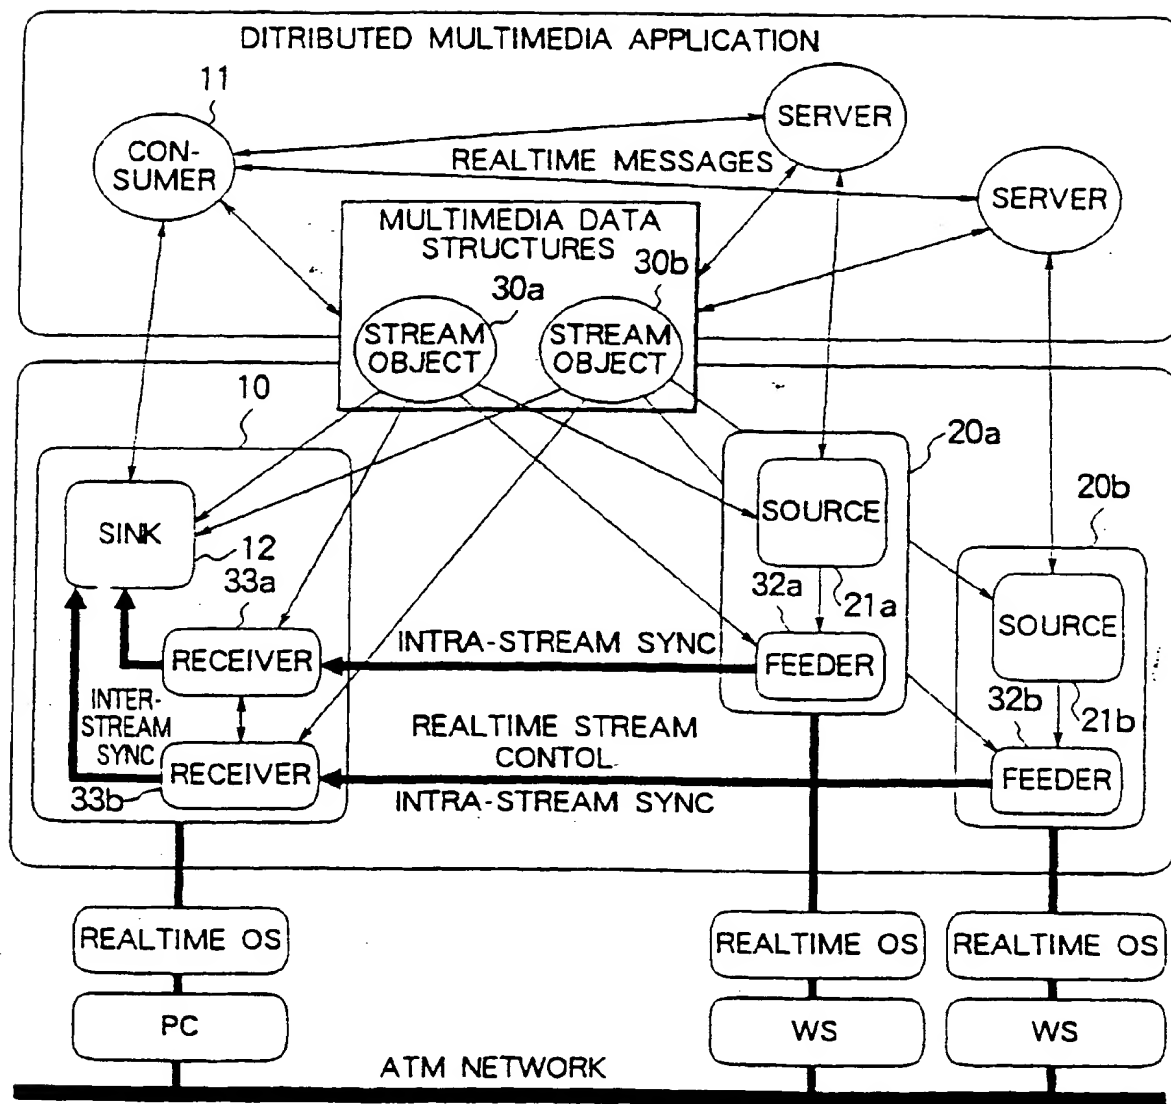 DITRIBUTED MULTIMEDIA APPLICATION
11
CON-
SUMER
SERVER
REALTIME MESSAGES
SERVER
MULTIMEDIA DATA
STRUCTURES
30a
30b
STREAM
OBJECT
STREAM
OBJECT
10
20a
20b
SINK
12
SOURCE
21a
SOURCE
21b
33a
RECEIVER
INTRA-STREAM SYNC
32a
FEEDER
INTER-
STREAM
SYNC
REALTIME STREAM
CONTOL
32b
RECEIVER
33b
INTRA-STREAM SYNC
FEEDER
REALTIME OS
REALTIME OS
REALTIME OS
PC
WS
WS
ATM NETWORK